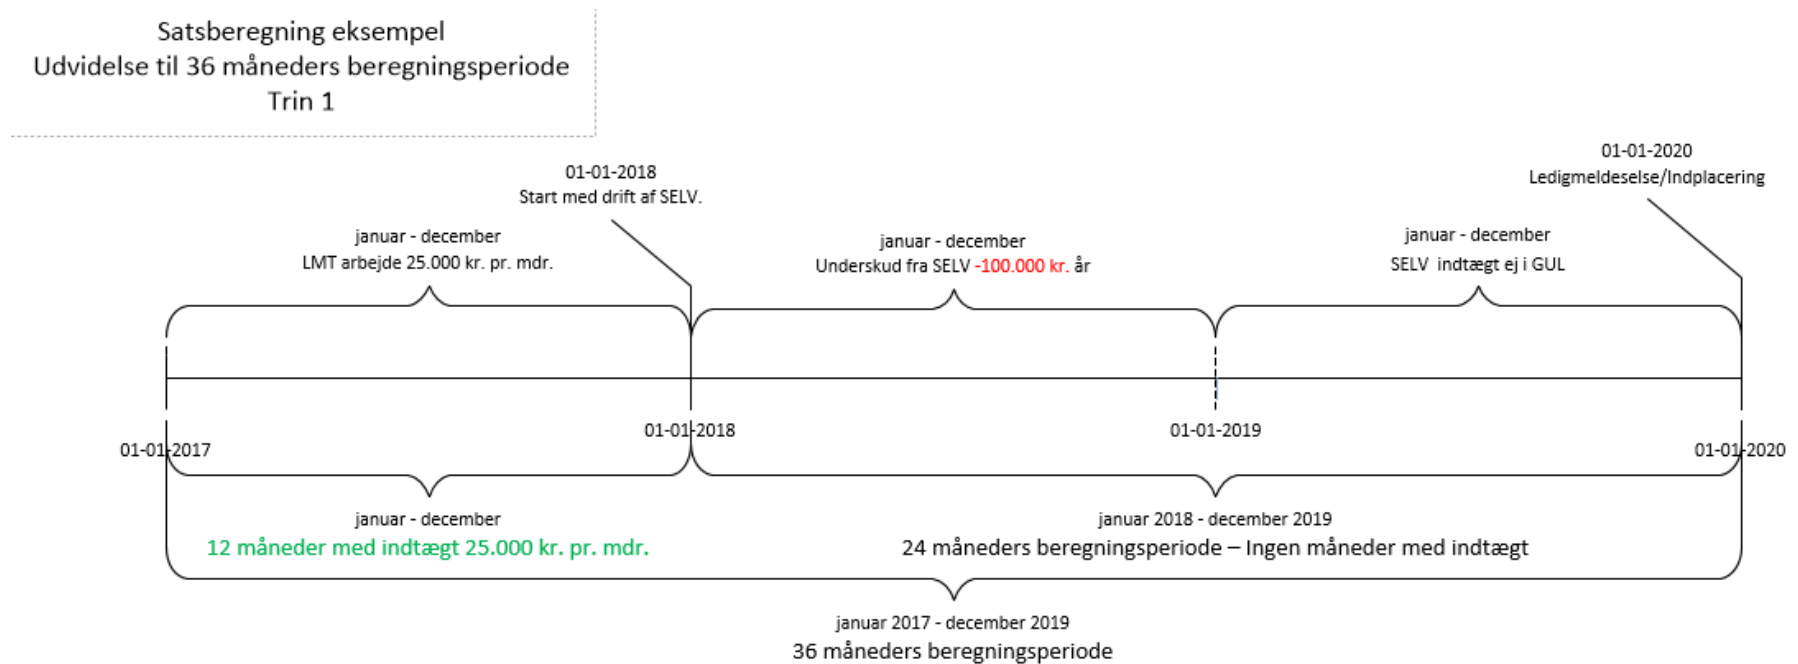 Satsberegning eksempel
Udvidelse til 36 måneders beregningsperiode
Trin 1
01-01-2018
Start med drift af SELV.
01-01-2020
Ledigmeldeselse/Indplacering
januar - december
LMT arbejde 25.000 kr. pr. mdr.
januar - december
Underskud fra SELV -100.000 kr. år
januar - december
SELV indtægt ej i GUL
01-01-2017
01-01-2018
01-01-2019
01-01-2020
januar - december
12 måneder med indtægt 25.000 kr. pr. mdr.
januar 2018 - december 2019
24 måneders beregningsperiode – Ingen måneder med indtægt
januar 2017 - december 2019
36 måneders beregningsperiode